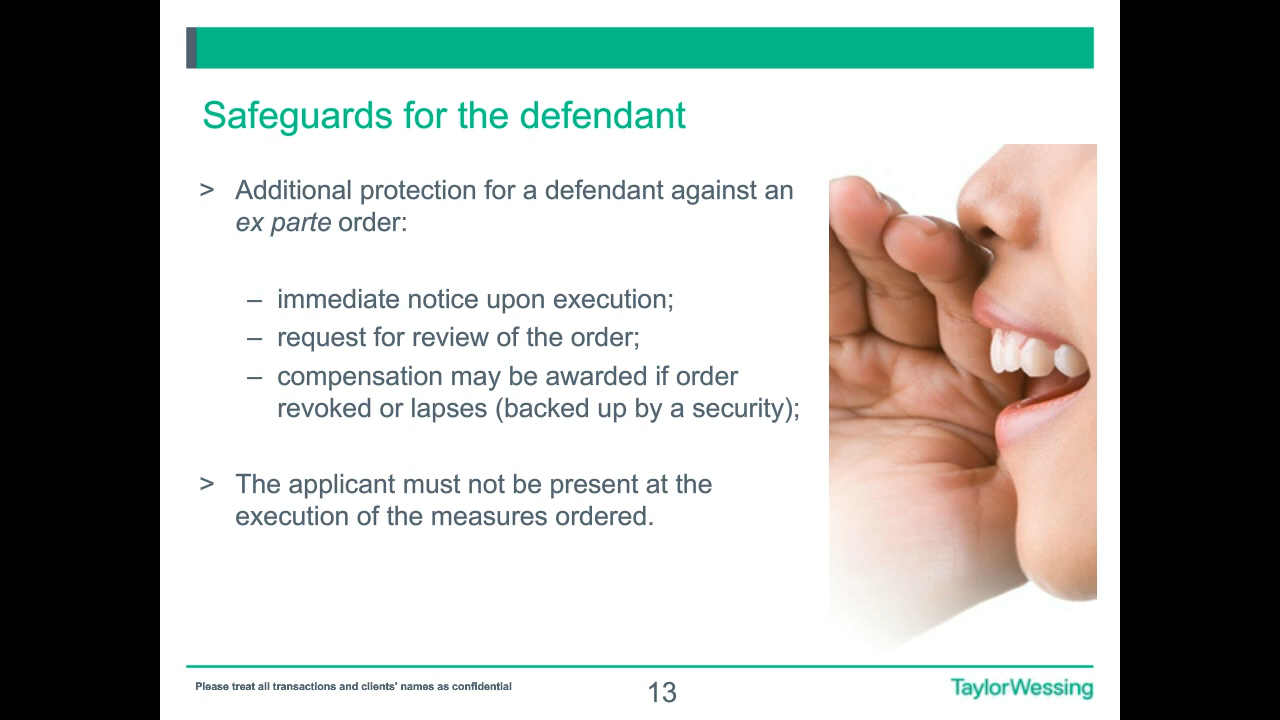 Safeguards for the defendant
> Additional protection for a defendant against an
ex parte order:
– immediate notice upon execution;
– request for review of the order;
– compensation may be awarded if order
revoked or lapses (backed up by a security);
> The applicant must not be present at the
execution of the measures ordered.
Please treat all transactions and clients' names as confidential
13
TaylorWessing